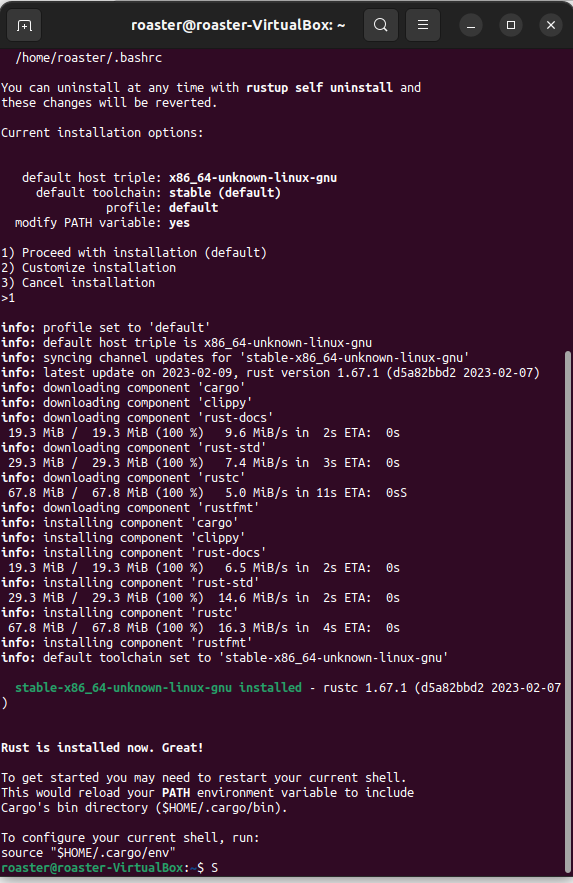 roaster@roaster-VirtualBox: ~
/home/roaster/.bashrc
You can uninstall at any time with rustup self uninstall and
these changes will be reverted.
Current installation options:
default host triple: x86_64-unknown-linux-gnu
default toolchain: stable (default)
profile: default
modify PATH variable: yes
1) Proceed with installation (default)
2) Customize installation
3) Cancel installation
>1
info: profile set to 'default'
info: default host triple is x86_64-unknown-linux-gnu
info: syncing channel updates for 'stable-x86_64-unknown-linux-gnu'
info: latest update on 2023-02-09, rust version 1.67.1 (d5a82bbd2 2023-02-07)
info: downloading component 'cargo'
info: downloading component 'clippy'
info: downloading component 'rust-docs'
19.3 MiB / 19.3 MiB (100 %) 9.6 MiB/s in 2s ETA: 0s
info: downloading component 'rust-std'
29.3 MiB / 29.3 MiB (100 %) 7.4 MiB/s in 3s ETA: 0s
info: downloading component 'rustc'
67.8 MiB / 67.8 MiB (100 %) 5.0 MiB/s in 11s ETA: 0sS
info: downloading component 'rustfmt'
info: installing component 'cargo'
info: installing component 'clippy'
info: installing component 'rust-docs'
19.3 MiB / 19.3 MiB (100 %) 6.5 MiB/s in 2s ETA: 0s
info: installing component 'rust-std'
29.3 MiB / 29.3 MiB (100 %) 14.6 MiB/s in 2s ETA: 0s
info: installing component 'rustc'
67.8 MiB / 67.8 MiB (100 %) 16.3 MiB/s in 4s ETA: 0s
info: installing component 'rustfmt'
info: default toolchain set to 'stable-x86_64-unknown-linux-gnu'
stable-x86_64-unknown-linux-gnu installed - rustc 1.67.1 (d5a82bbd2 2023-02-07
)
Rust is installed now. Great!
To get started you may need to restart your current shell.
This would reload your PATH environment variable to include
Cargo's bin directory ($HOME/.cargo/bin).
To configure your current shell, run:
source "$HOME/.cargo/env"
roaster@roaster-VirtualBox:~$ S